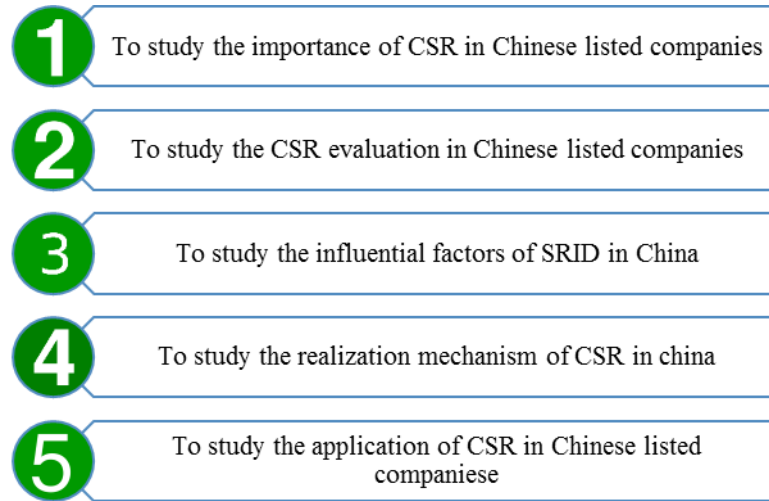 1 To study the importance of CSR in Chinese listed companies
2 To study the CSR evaluation in Chinese listed companies
3 To study the influential factors of SRID in China
4 To study the realization mechanism of CSR in china
5 To study the application of CSR in Chinese listed
companiese